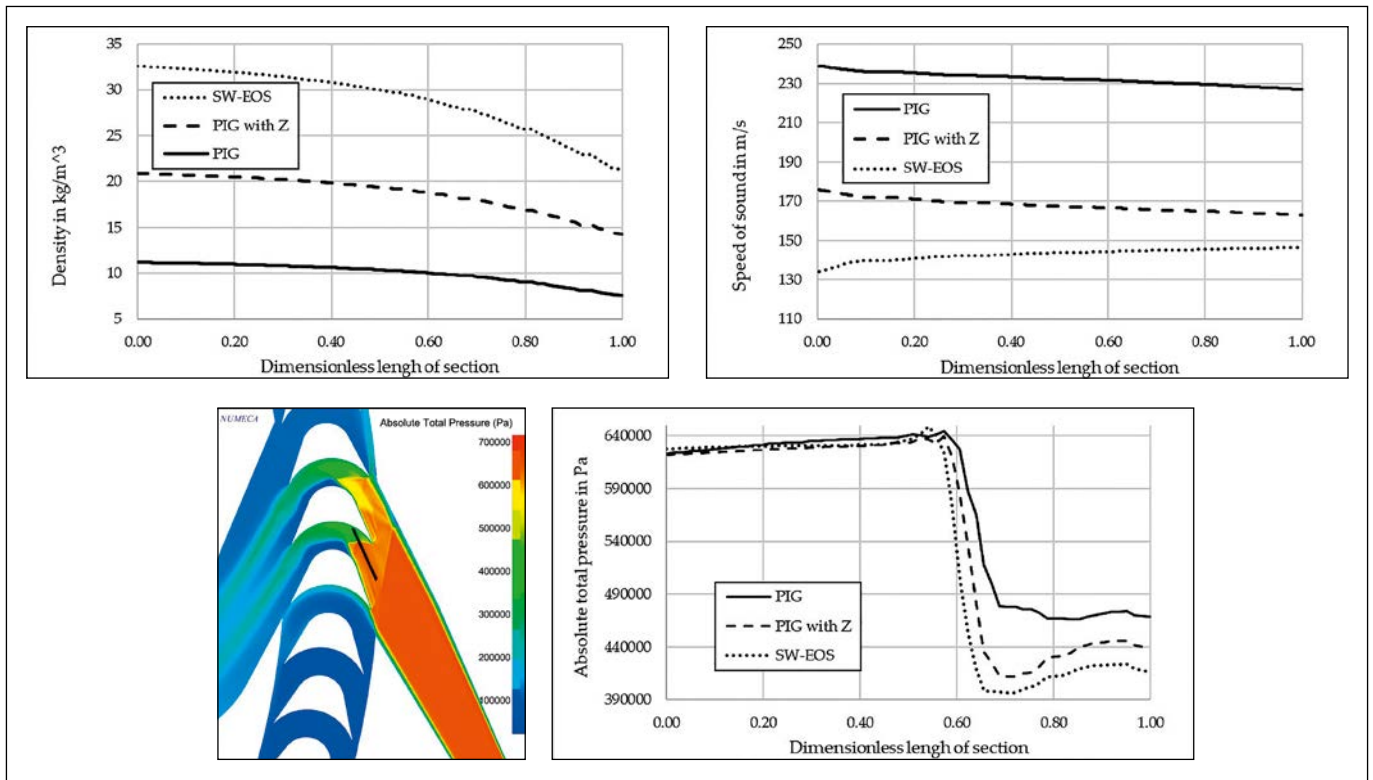 35
30
25
20
15
10
5
Density in kg/m^3
SW-EOS
PIG with Z
PIG
0.00 0.20 0.40 0.60 0.80 1.00
Dimensionless lengh of section
250
230
210
190
170
150
130
110
Speed of sound in m/s
PIG
PIG with Z
SW-EOS
0.00 0.20 0.40 0.60 0.80 1.00
Dimensionless lengh of section
NUMECA
Absolute Total Pressure (Pa)
700000
600000
500000
400000
300000
200000
100000
640000
590000
540000
490000
440000
390000
Absolute total pressure in Pa
PIG
PIG with Z
SW-EOS
0.00 0.20 0.40 0.60 0.80 1.00
Dimensionless lengh of section